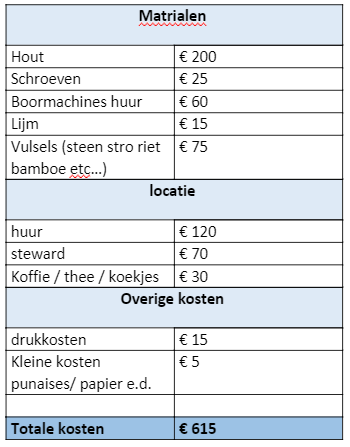 Matrialen
Hout € 200
Schroeven € 25
Boormachines huur € 60
Lijm € 15
Vulsels (steen stro riet € 75
bamboe etc...)
locatie
huur € 120
steward € 70
Koffie / thee / koekjes € 30
Overige kosten
drukkosten € 15
Kleine kosten € 5
punaises/ papier e.d.
Totale kosten € 615